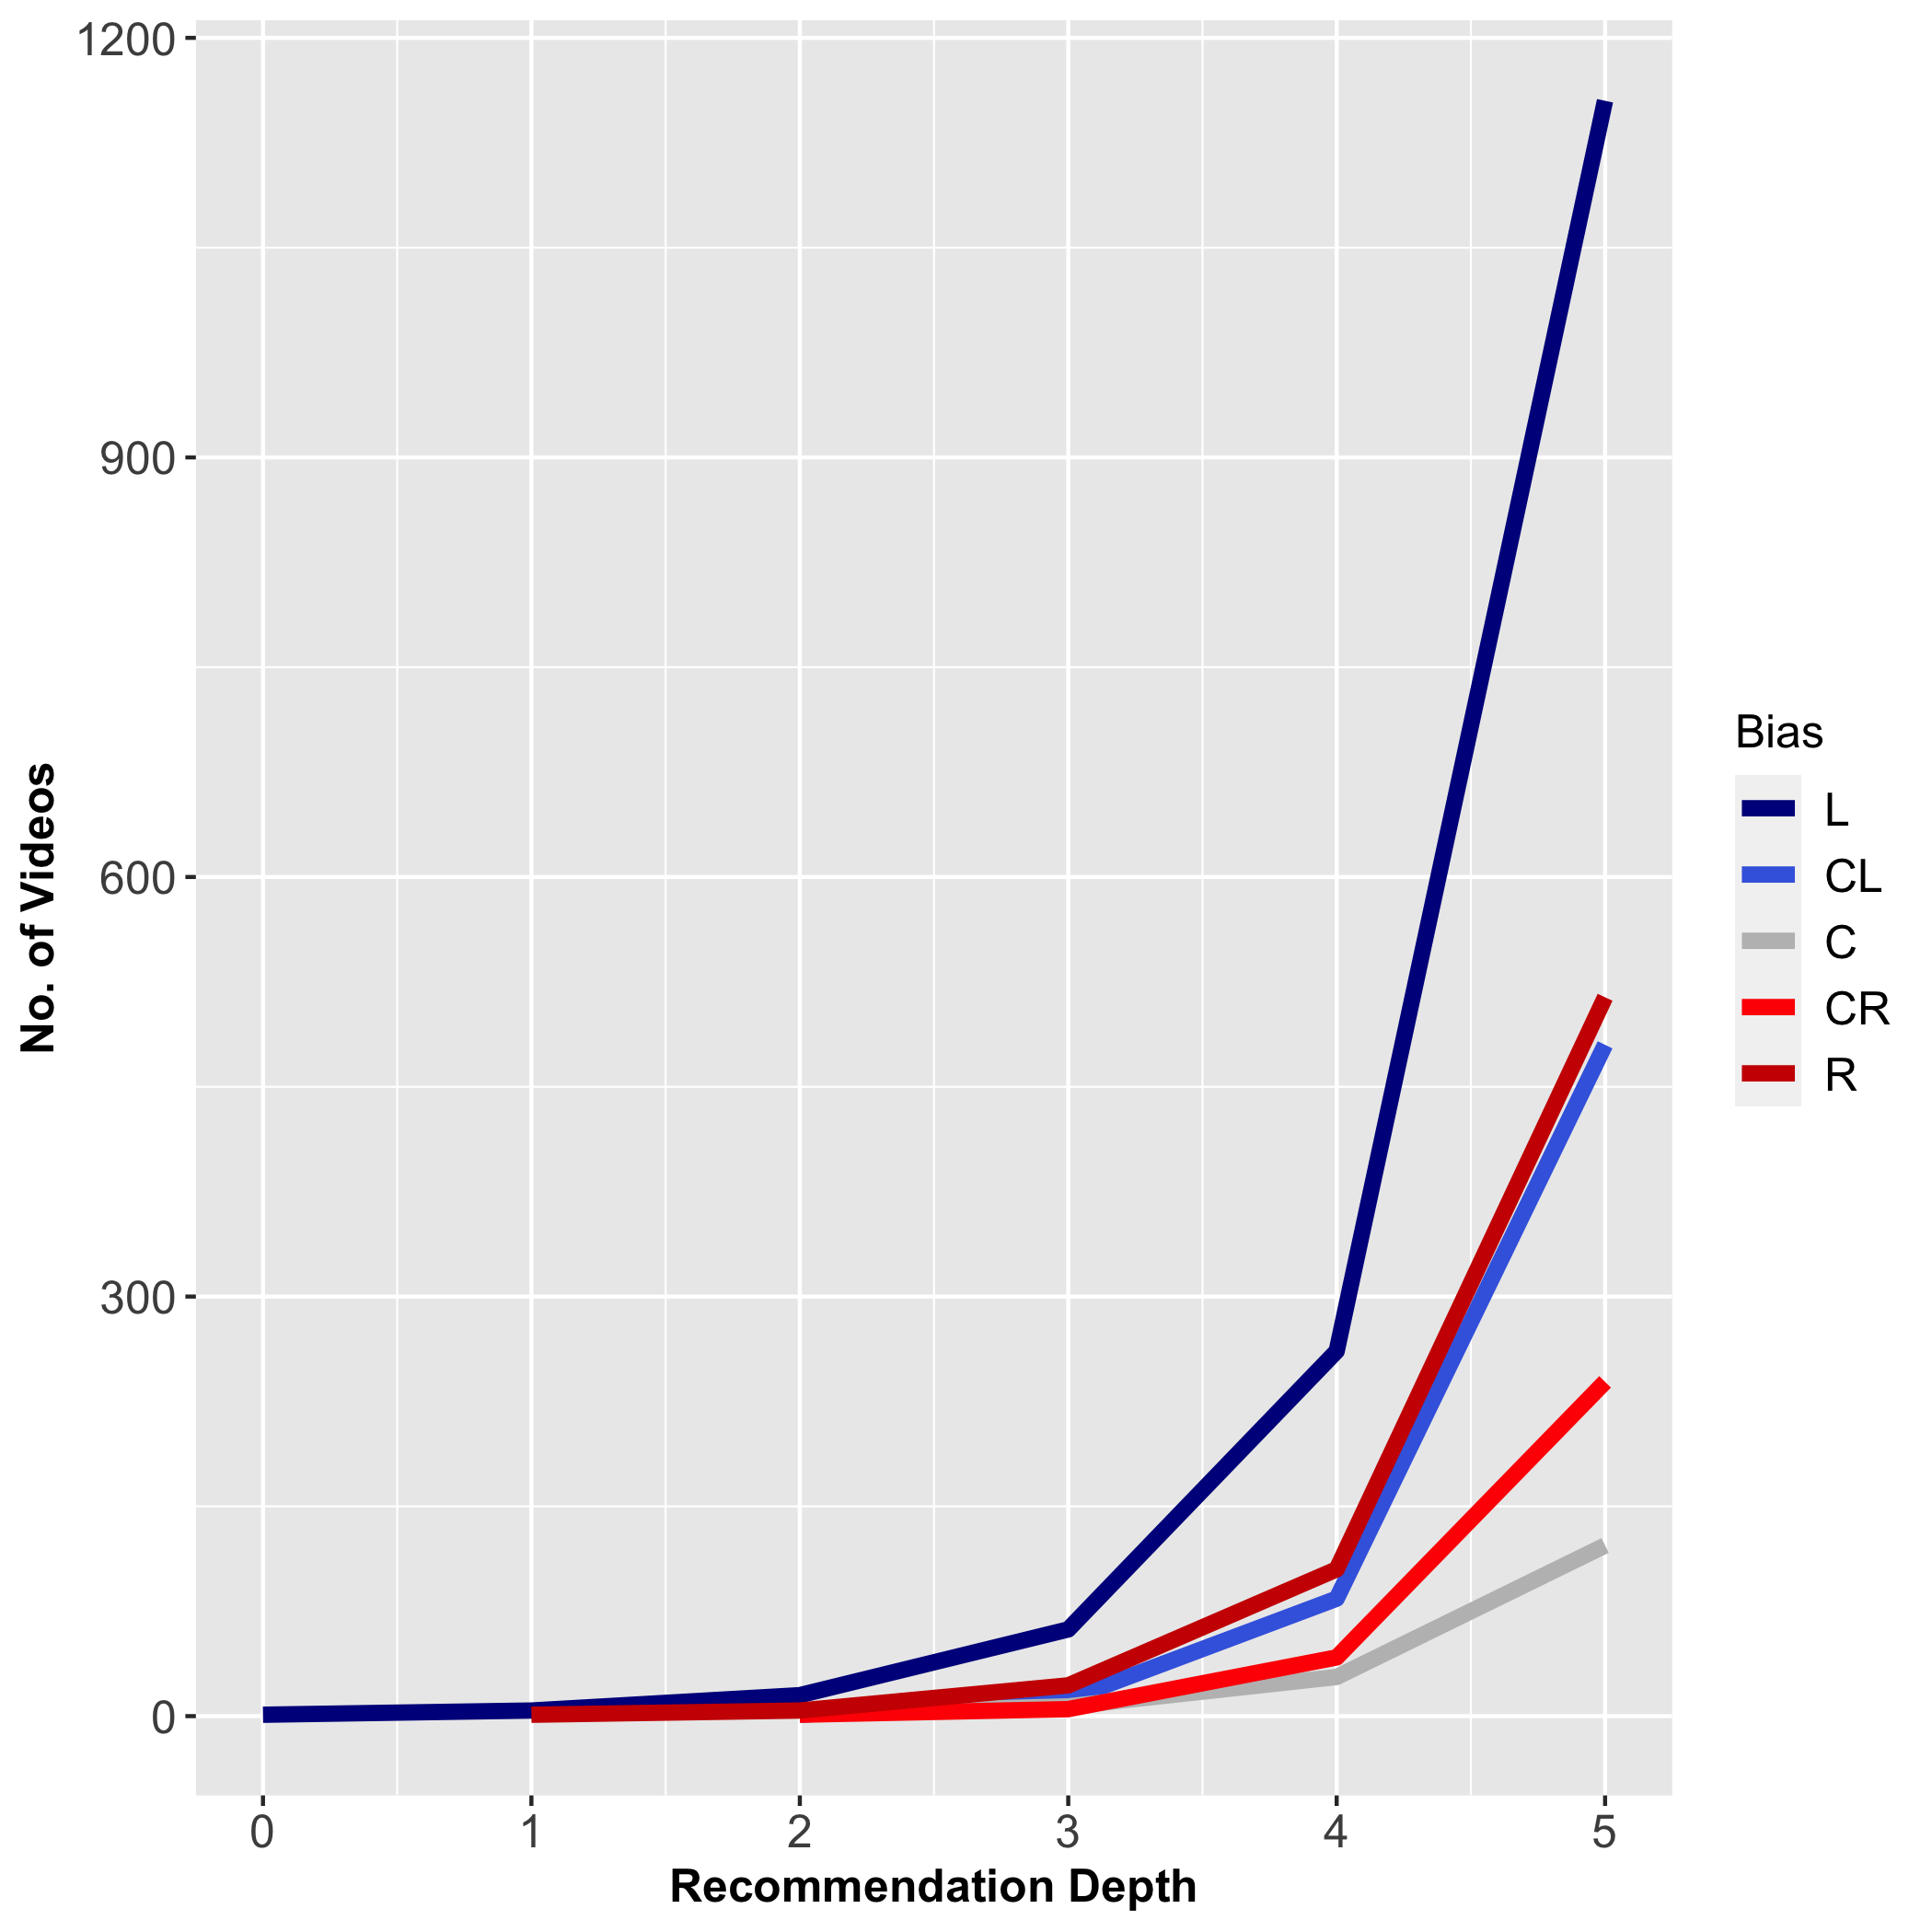 1200
900
600
300
0
No. of Videos
0 1 2 3 4 5
Recommendation Depth
Bias
L
CL
C
CR
R